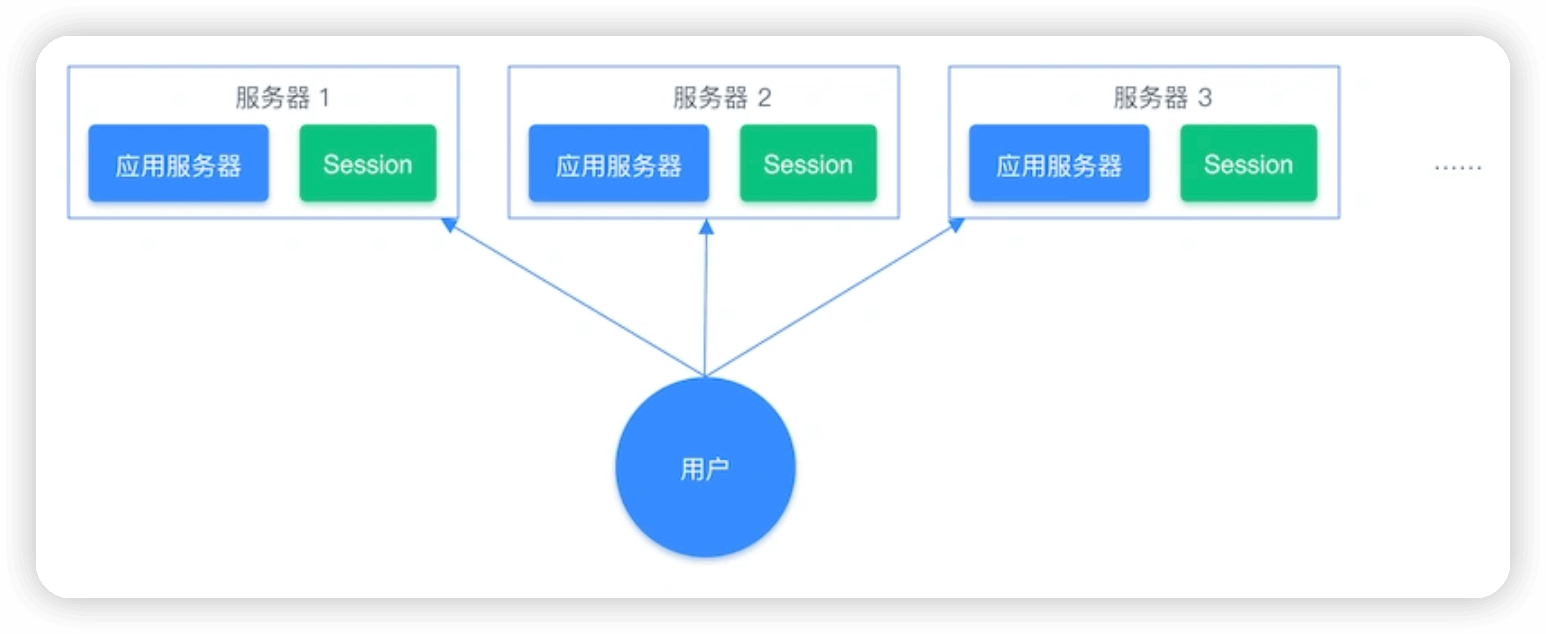 服务器 1
应用服务器
Session
服务器 2
应用服务器
Session
服务器 3
应用服务器
Session
……
用户